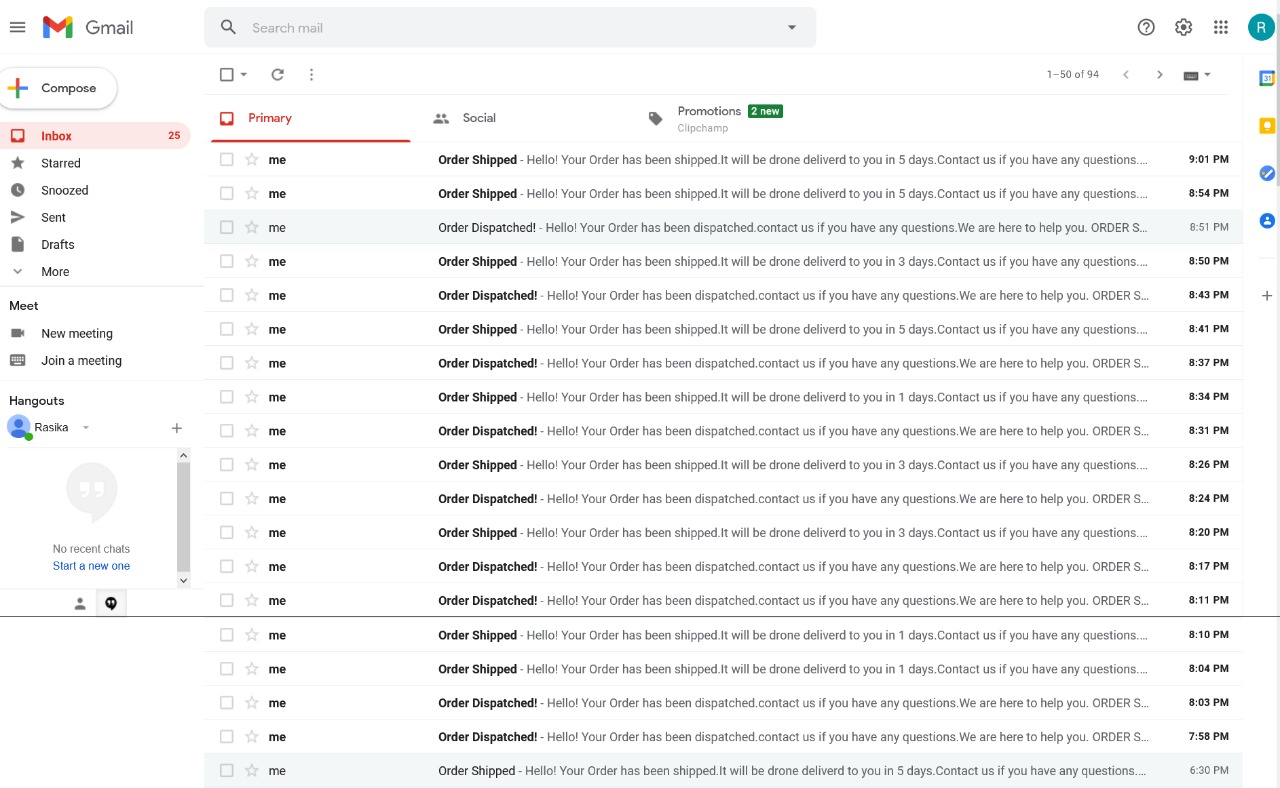 Gmail
Search mail
R
Compose
1–50 of 94
31
Primary
Social
Promotions 2 new
Clipchamp
Inbox 25
Starred
Snoozed
Sent
Drafts
More
Meet
New meeting
Join a meeting
Hangouts
Rasika
No recent chats
Start a new one
me Order Shipped - Hello! Your Order has been shipped.It will be drone deliverd to you in 5 days.Contact us if you have any questions.... 9:01 PM
me Order Shipped - Hello! Your Order has been shipped.It will be drone deliverd to you in 5 days.Contact us if you have any questions.... 8:54 PM
me Order Dispatched! - Hello! Your Order has been dispatched.contact us if you have any questions.We are here to help you. ORDER S... 8:51 PM
me Order Shipped - Hello! Your Order has been shipped.It will be drone deliverd to you in 3 days.Contact us if you have any questions.... 8:50 PM
me Order Dispatched! - Hello! Your Order has been dispatched.contact us if you have any questions.We are here to help you. ORDER S... 8:43 PM
me Order Shipped - Hello! Your Order has been shipped.It will be drone deliverd to you in 5 days.Contact us if you have any questions.... 8:41 PM
me Order Dispatched! - Hello! Your Order has been dispatched.contact us if you have any questions.We are here to help you. ORDER S... 8:37 PM
me Order Shipped - Hello! Your Order has been shipped.It will be drone deliverd to you in 1 days.Contact us if you have any questions.... 8:34 PM
me Order Dispatched! - Hello! Your Order has been dispatched.contact us if you have any questions.We are here to help you. ORDER S... 8:31 PM
me Order Shipped - Hello! Your Order has been shipped.It will be drone deliverd to you in 3 days.Contact us if you have any questions.... 8:26 PM
me Order Dispatched! - Hello! Your Order has been dispatched.contact us if you have any questions.We are here to help you. ORDER S... 8:24 PM
me Order Shipped - Hello! Your Order has been shipped.It will be drone deliverd to you in 3 days.Contact us if you have any questions.... 8:20 PM
me Order Dispatched! - Hello! Your Order has been dispatched.contact us if you have any questions.We are here to help you. ORDER S... 8:17 PM
me Order Dispatched! - Hello! Your Order has been dispatched.contact us if you have any questions.We are here to help you. ORDER S... 8:11 PM
me Order Shipped - Hello! Your Order has been shipped.It will be drone deliverd to you in 1 days.Contact us if you have any questions.... 8:10 PM
me Order Shipped - Hello! Your Order has been shipped.It will be drone deliverd to you in 1 days.Contact us if you have any questions.... 8:04 PM
me Order Dispatched! - Hello! Your Order has been dispatched.contact us if you have any questions.We are here to help you. ORDER S... 8:03 PM
me Order Dispatched! - Hello! Your Order has been dispatched.contact us if you have any questions.We are here to help you. ORDER S... 7:58 PM
me Order Shipped - Hello! Your Order has been shipped.It will be drone deliverd to you in 5 days.Contact us if you have any questions.... 6:30 PM